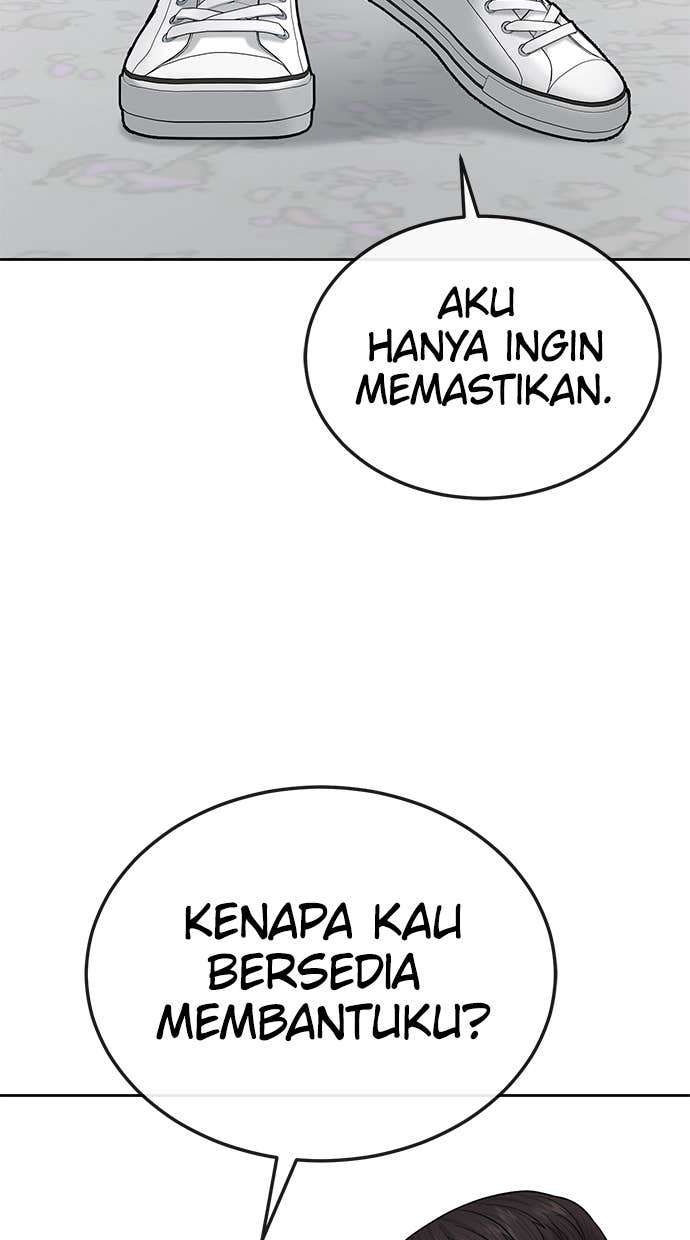 AKU
HANYA INGIN
MEMASTIKAN.
KENAPA KAU
BERSEDIA
MEMBANTUKU?